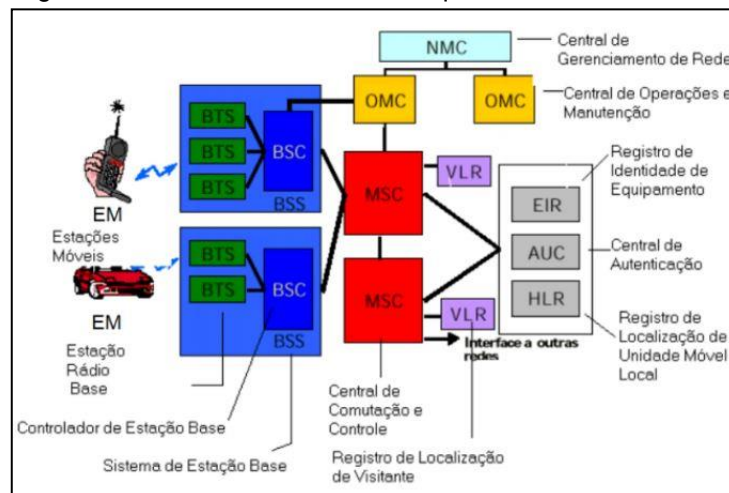 NMC
Central de
Gerenciamento de Rede
OMC
OMC
Central de Operações e
Manutenção
BTS
BTS
BTS
BSC
BSS
EM
Estações
Móveis
MSC
VLR
Registro de
Identidade de
Equipamento
EIR
AUC
HLR
Central de
Autenticação
Registro de
Localização de
Unidade Móvel
Local
BTS
BTS
BSC
BSS
EM
MSC
VLR
Interface a outras
redes
Estação
Rádio
Base
Central de
Comutação e
Controle
Controlador de Estação Base
Sistema de Estação Base
Registro de Localização
de Visitante